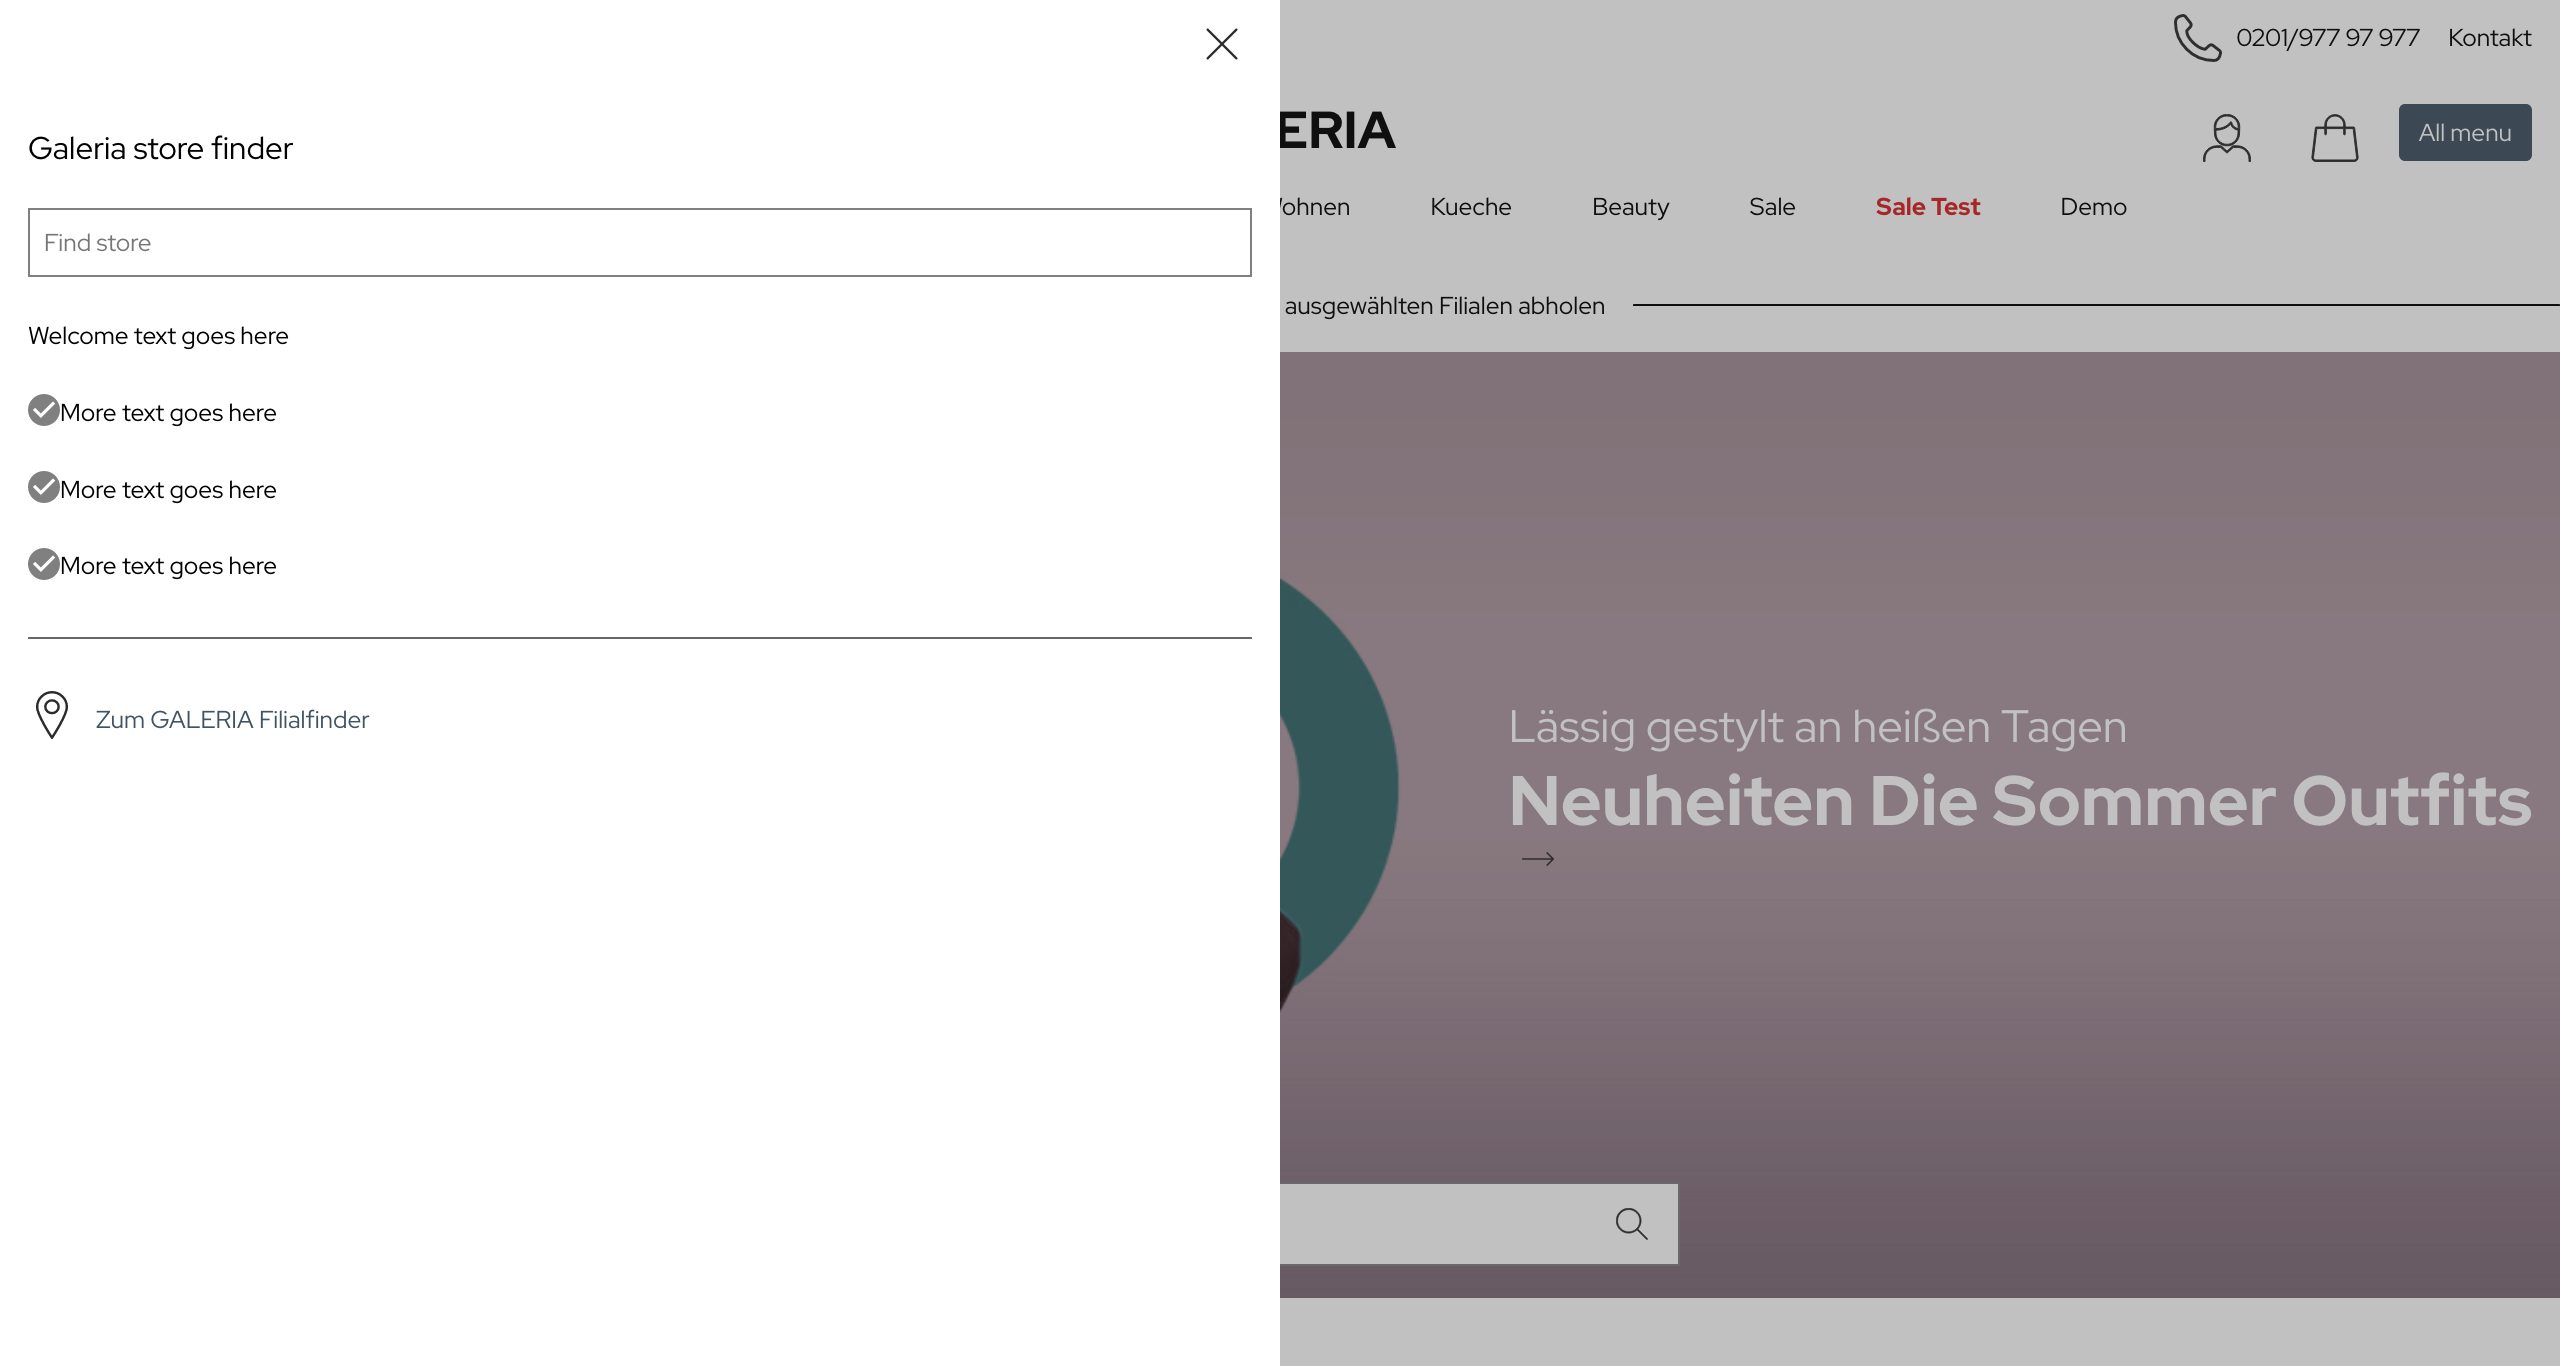 0201/977 97 977 Kontakt
ERIA
All menu
ohnen Kueche Beauty Sale Sale Test Demo
ausgewählten Filialen abholen
Galeria store finder
Find store
Welcome text goes here
More text goes here
More text goes here
More text goes here
Zum GALERIA Filialfinder
Lässig gestylt an heißen Tagen
Neuheiten Die Sommer Outfits